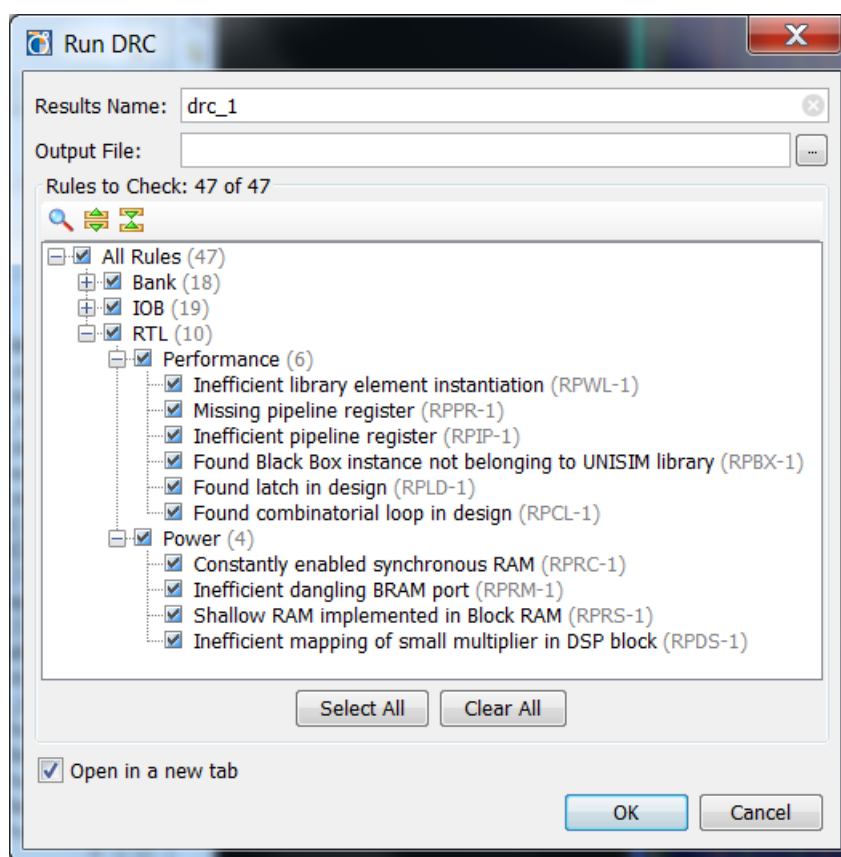 Run DRC
Results Name: drc_1
Output File: ...
Rules to Check: 47 of 47
All Rules (47)
Bank (18)
IOB (19)
RTL (10)
Performance (6)
Inefficient library element instantiation (RPWL-1)
Missing pipeline register (RPPR-1)
Inefficient pipeline register (RPIP-1)
Found Black Box instance not belonging to UNISIM library (RPBX-1)
Found latch in design (RPLD-1)
Found combinatorial loop in design (RPCL-1)
Power (4)
Constantly enabled synchronous RAM (RPRC-1)
Inefficient dangling BRAM port (RPRM-1)
Shallow RAM implemented in Block RAM (RPRS-1)
Inefficient mapping of small multiplier in DSP block (RPDS-1)
Select All Clear All
Open in a new tab
OK Cancel